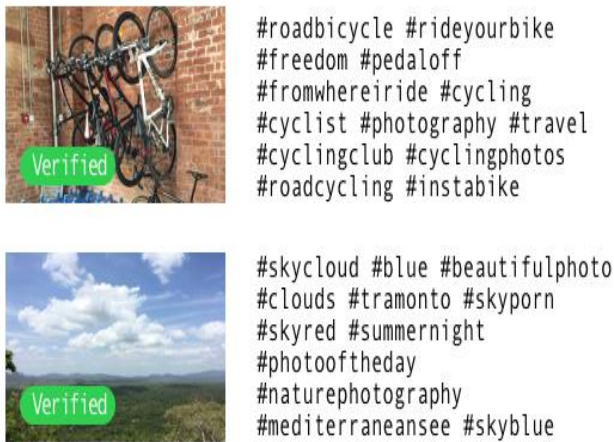 #roadbicycle #rideyourbike
#freedom #pedaloff
#fromwhereiride #cycling
#cyclist #photography #travel
#cyclingclub #cyclingphotos
#roadcycling #instabike
Verified
#skycloud #blue #beautifulphoto
#clouds #tramonto #skyporn
#skyred #summernight
#photooftheday
#naturephotography
#mediterraneansee #skyblue
Verified